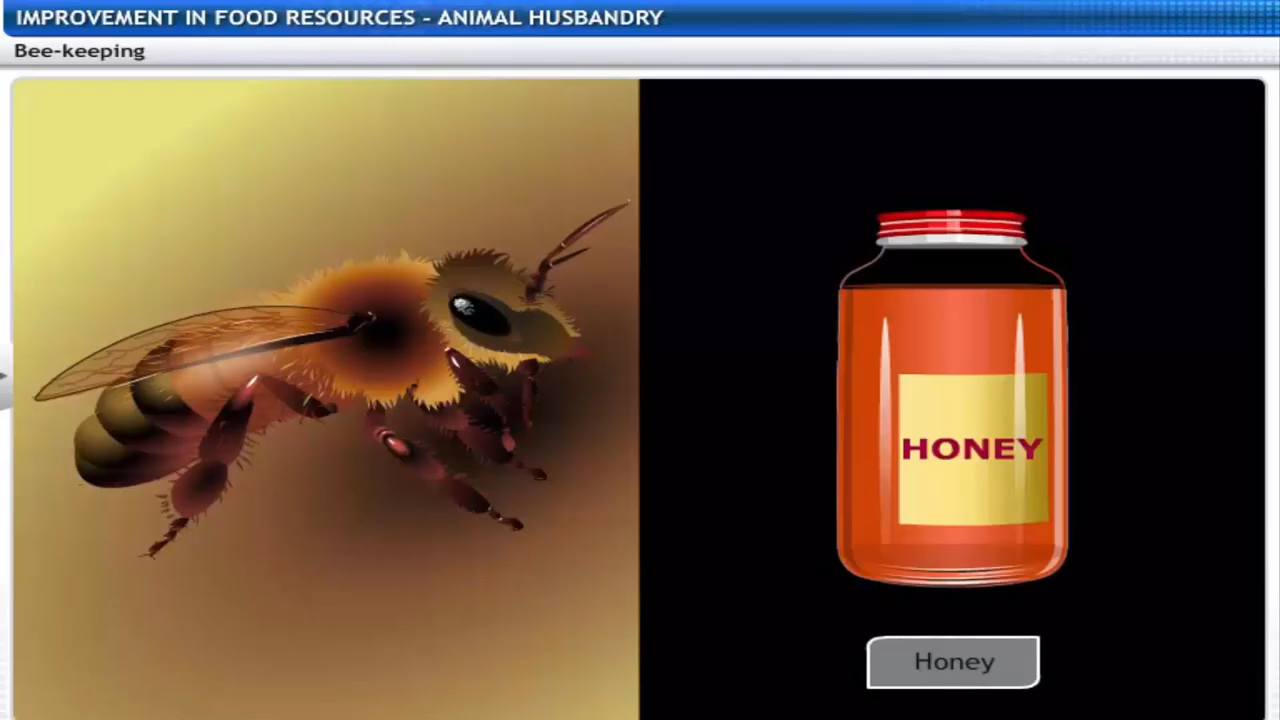 IMPROVEMENT IN FOOD RESOURCES - ANIMAL HUSBANDRY
Bee-keeping
HONEY
Honey